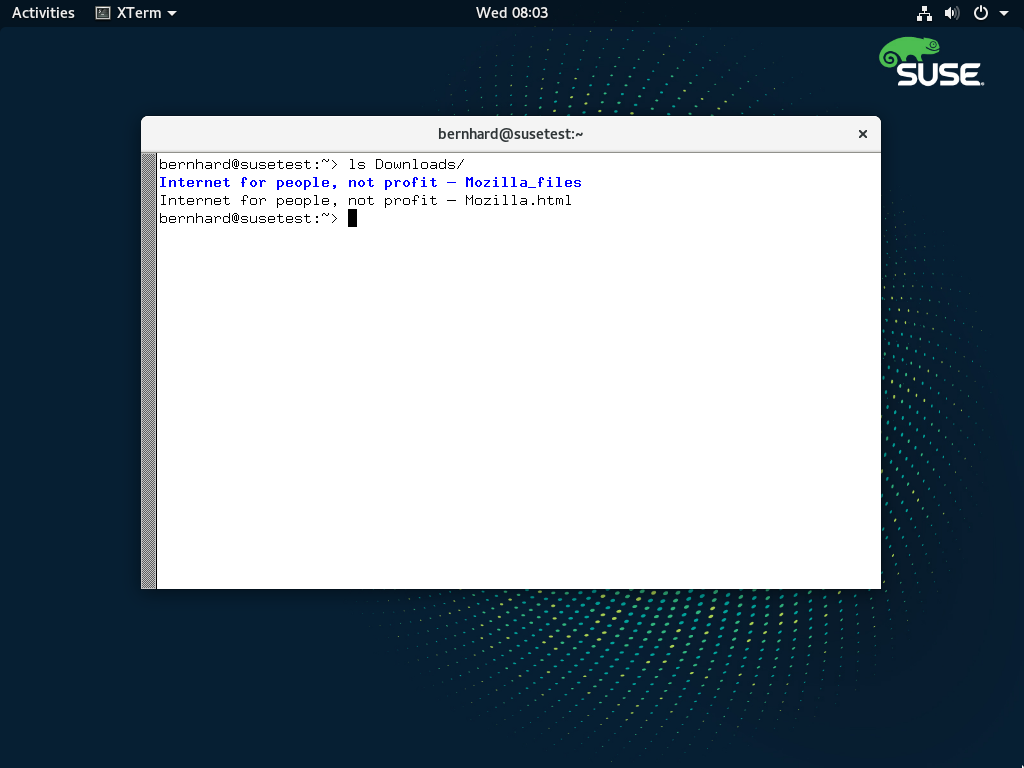 Activities XTerm Wed 08:03
SUSE
bernhard@susetest:~
bernhard@susetest:~> ls Downloads/
Internet for people, not profit — Mozilla_files
Internet for people, not profit — Mozilla.html
bernhard@susetest:~>